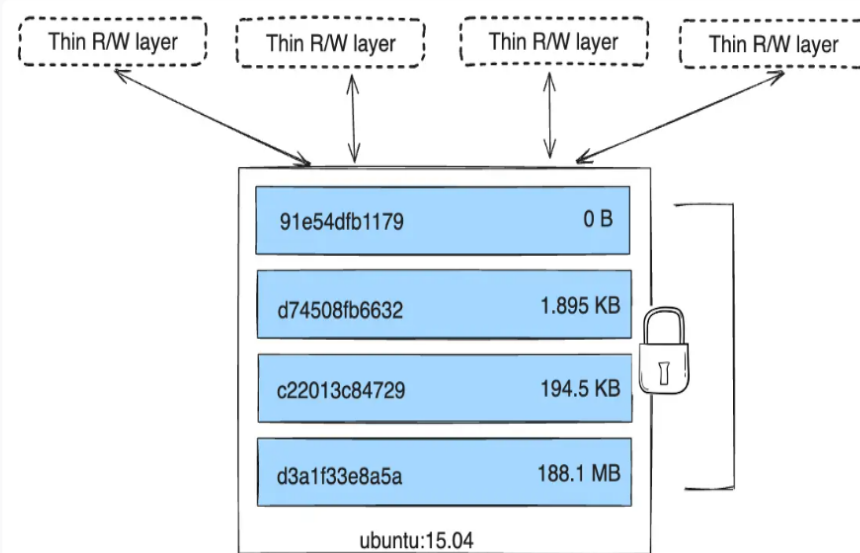 Thin R/W layer
Thin R/W layer
Thin R/W layer
Thin R/W layer
91e54dfb1179 0 B
d74508fb6632 1.895 KB
c22013c84729 194.5 KB
d3a1f33e8a5a 188.1 MB
ubuntu:15.04